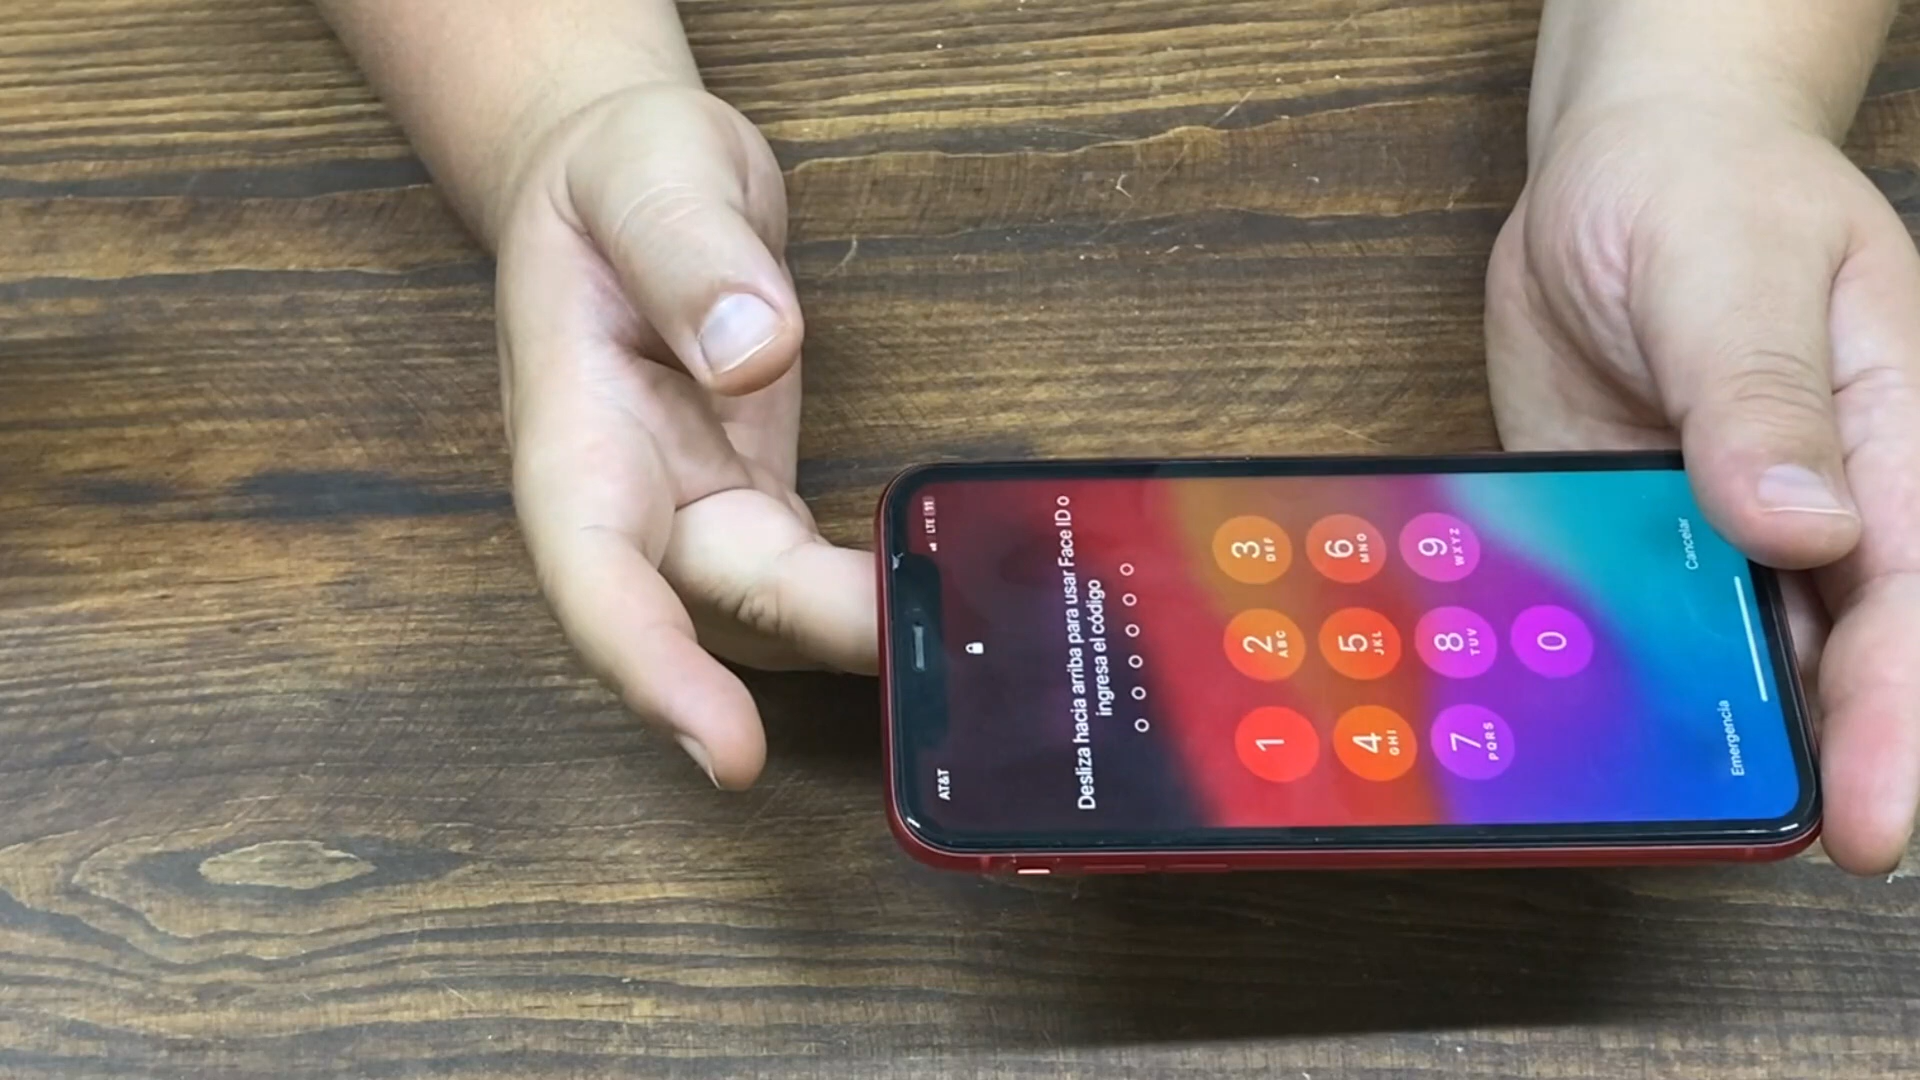 AT&T LTE 11
Desliza hacia arriba para usar Face ID o
ingresa el código
1 2 ABC 3 DEF
4 GHI 5 JKL 6 MNO
7 PQRS 8 TUV 9 WXYZ
0
Emergencia Cancelar